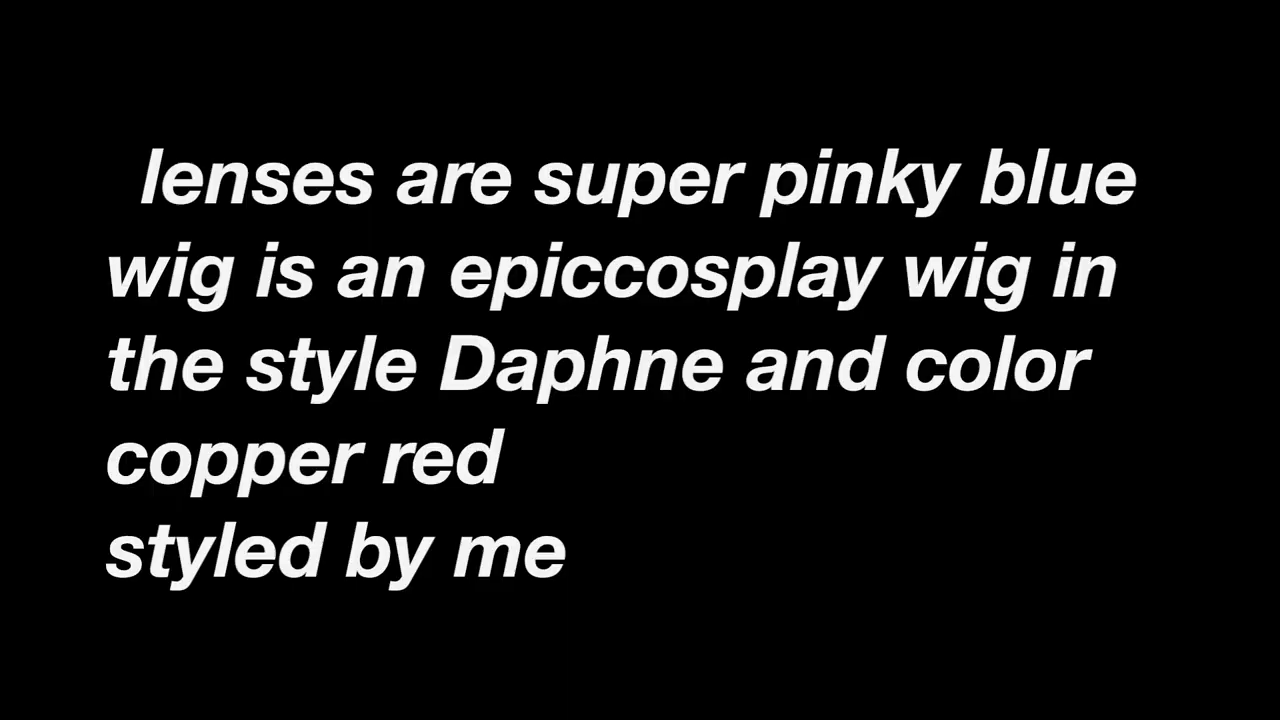 lenses are super pinky blue
wig is an epiccosplay wig in
the style Daphne and color
copper red
styled by me